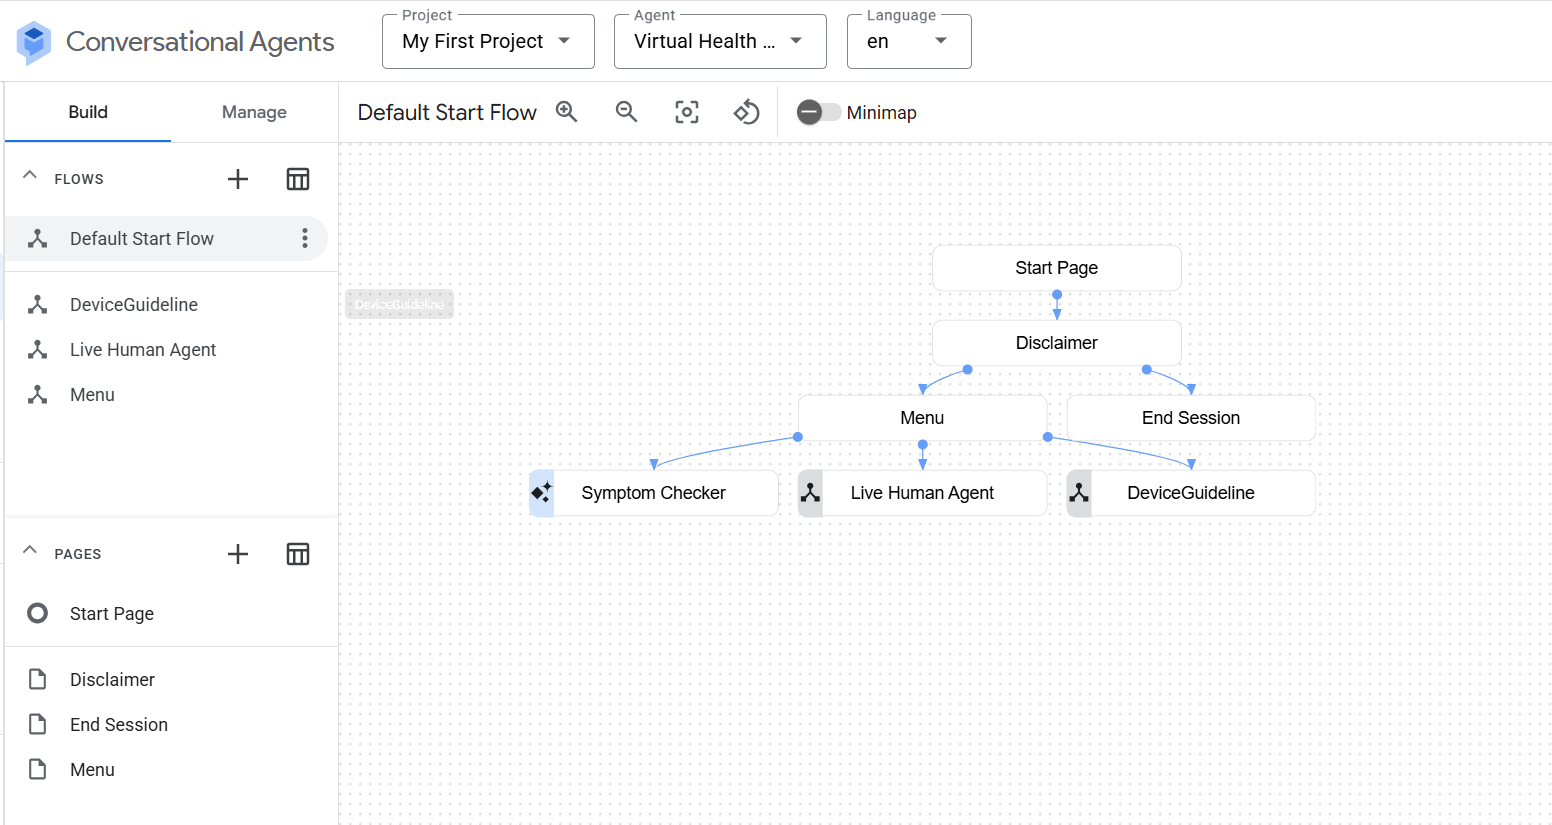 Conversational Agents
Project
My First Project
Agent
Virtual Health ...
Language
en
Build
Manage
Default Start Flow
Minimap
FLOWS
Default Start Flow
DeviceGuideline
Live Human Agent
Menu
DeviceGuideline
PAGES
Start Page
Disclaimer
End Session
Menu
Start Page
Disclaimer
Menu
End Session
Symptom Checker
Live Human Agent
DeviceGuideline